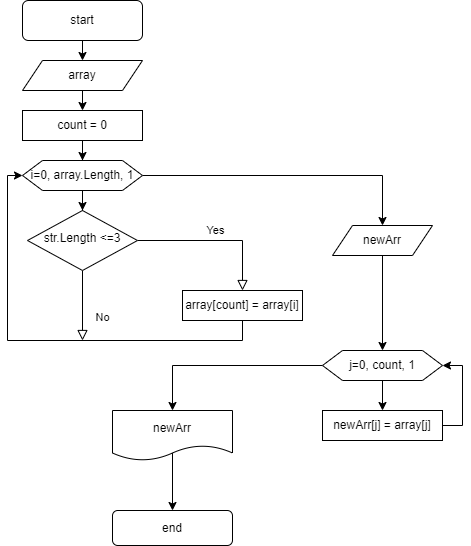 start
array
count = 0
i=0, array.Length, 1
str.Length <=3
Yes
newArr
array[count] = array[i]
No
j=0, count, 1
newArr[j] = array[j]
newArr
end